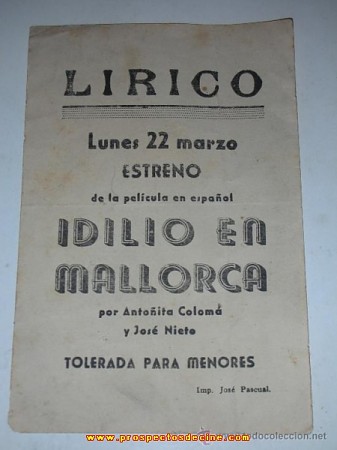 LIRICO
Lunes 22 marzo
ESTRENO
de la película en español
IDILIO EN
MALLORCA
por Antoñita Colomá
y José Nieto
TOLERADA PARA MENORES
Imp. José Pascual.
www.prospectosdecine.com
todocoleccion.net